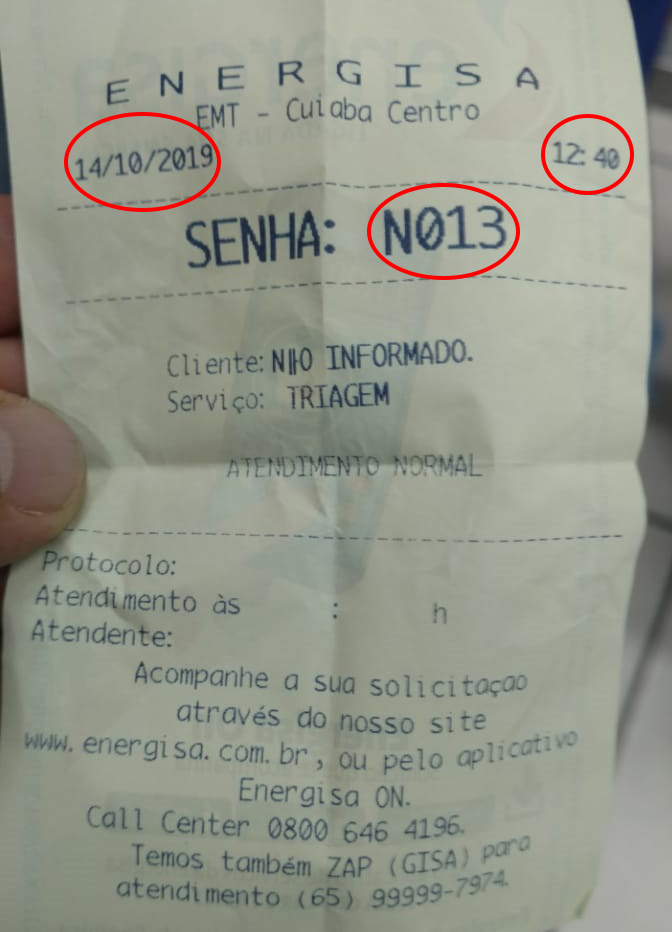 E N E R G I S A
EMT - Cuiaba Centro
14/10/2019 12:40
SENHA: N013
Cliente: NÃO INFORMADO.
Serviço: TRIAGEM
ATENDIMENTO NORMAL
Protocolo:
Atendimento às : h
Atendente:
Acompanhe a sua solicitaçao
através do nosso site
www.energisa.com.br, ou pelo aplicativo
Energisa ON.
Call Center 0800 646 4196.
Temos também ZAP (GISA) para
atendimento (65) 99999-7974.